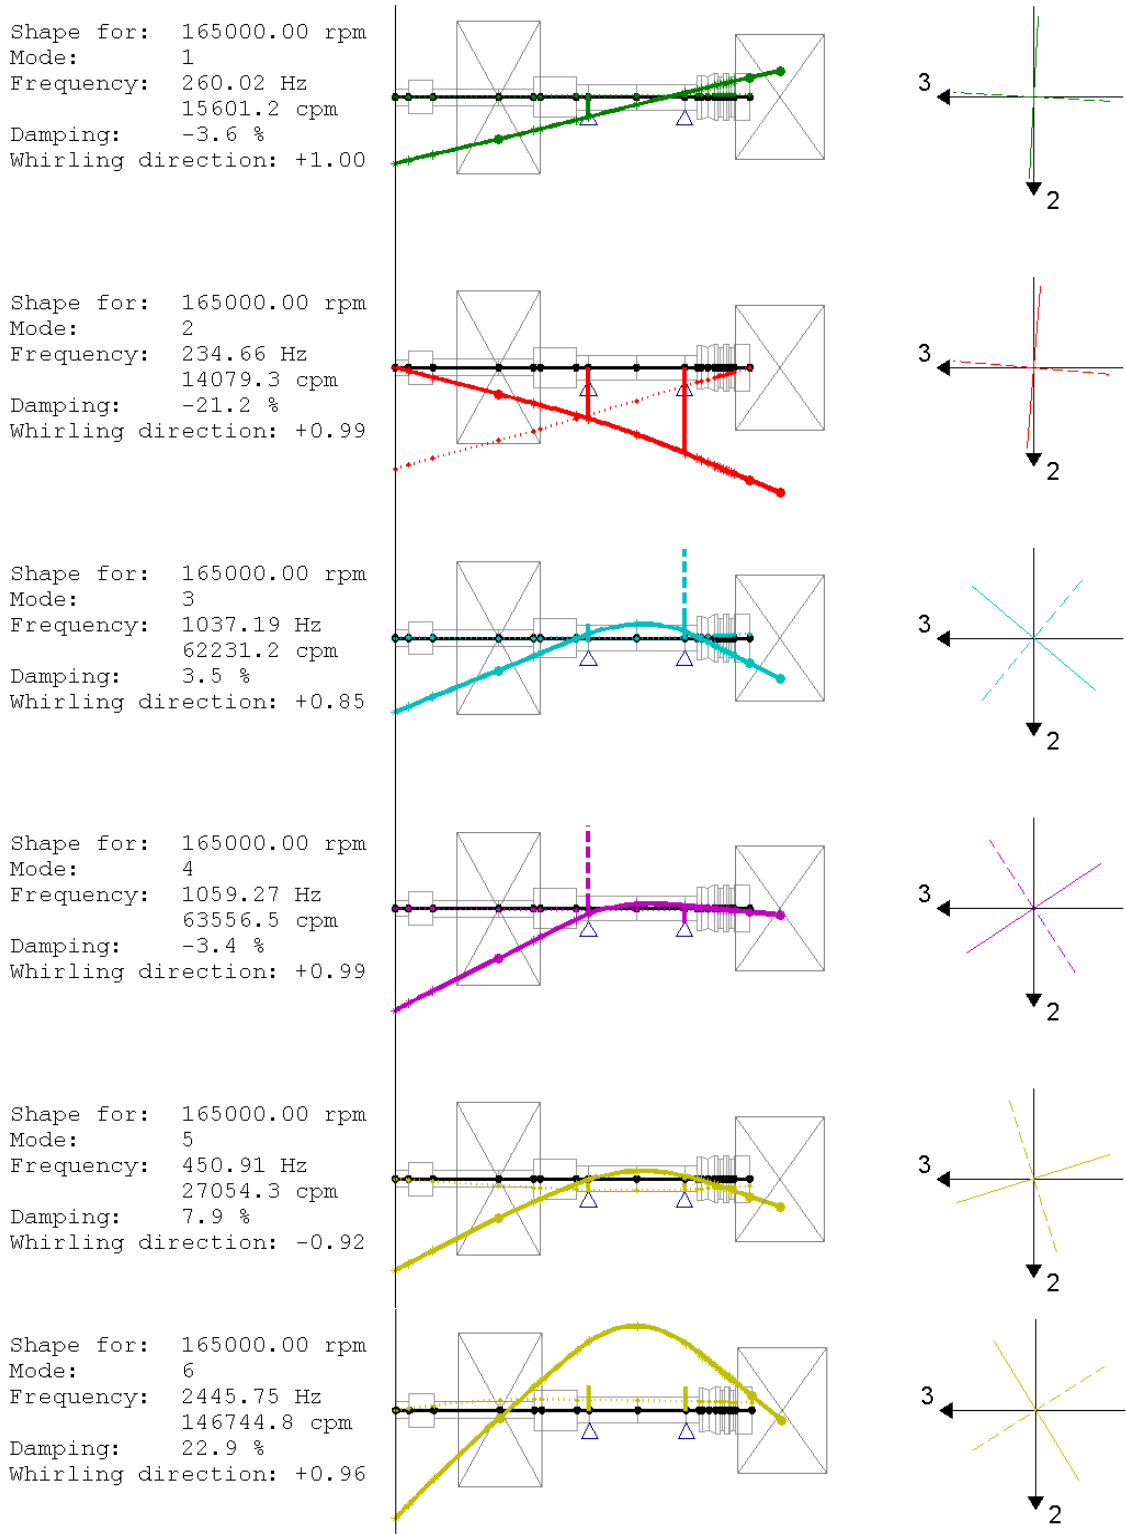 Shape for: 165000.00 rpm
Mode: 1
Frequency: 260.02 Hz
15601.2 cpm
Damping: -3.6 %
Whirling direction: +1.00
3
2
Shape for: 165000.00 rpm
Mode: 2
Frequency: 234.66 Hz
14079.3 cpm
Damping: -21.2 %
Whirling direction: +0.99
3
2
Shape for: 165000.00 rpm
Mode: 3
Frequency: 1037.19 Hz
62231.2 cpm
Damping: 3.5 %
Whirling direction: +0.85
3
2
Shape for: 165000.00 rpm
Mode: 4
Frequency: 1059.27 Hz
63556.5 cpm
Damping: -3.4 %
Whirling direction: +0.99
3
2
Shape for: 165000.00 rpm
Mode: 5
Frequency: 450.91 Hz
27054.3 cpm
Damping: 7.9 %
Whirling direction: -0.92
3
2
Shape for: 165000.00 rpm
Mode: 6
Frequency: 2445.75 Hz
146744.8 cpm
Damping: 22.9 %
Whirling direction: +0.96
3
2